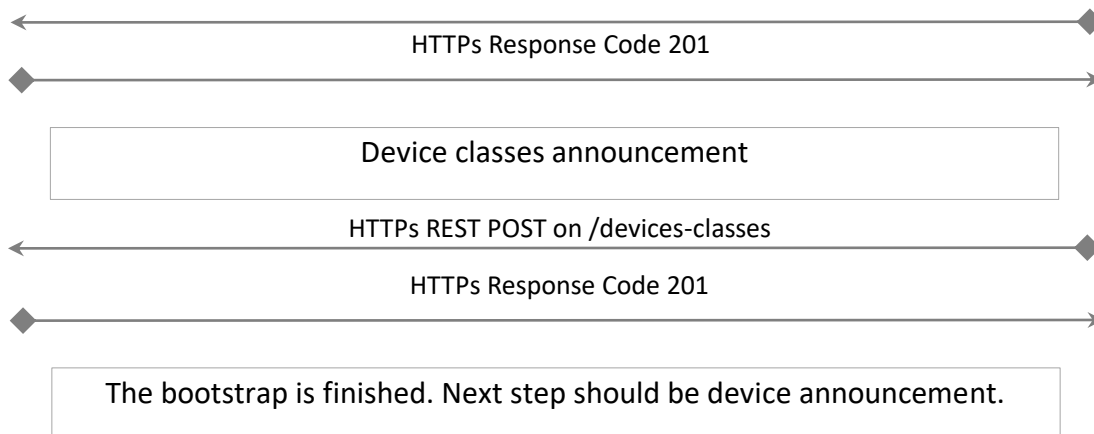 HTTPs Response Code 201
Device classes announcement
HTTPs REST POST on /devices-classes
HTTPs Response Code 201
The bootstrap is finished. Next step should be device announcement.